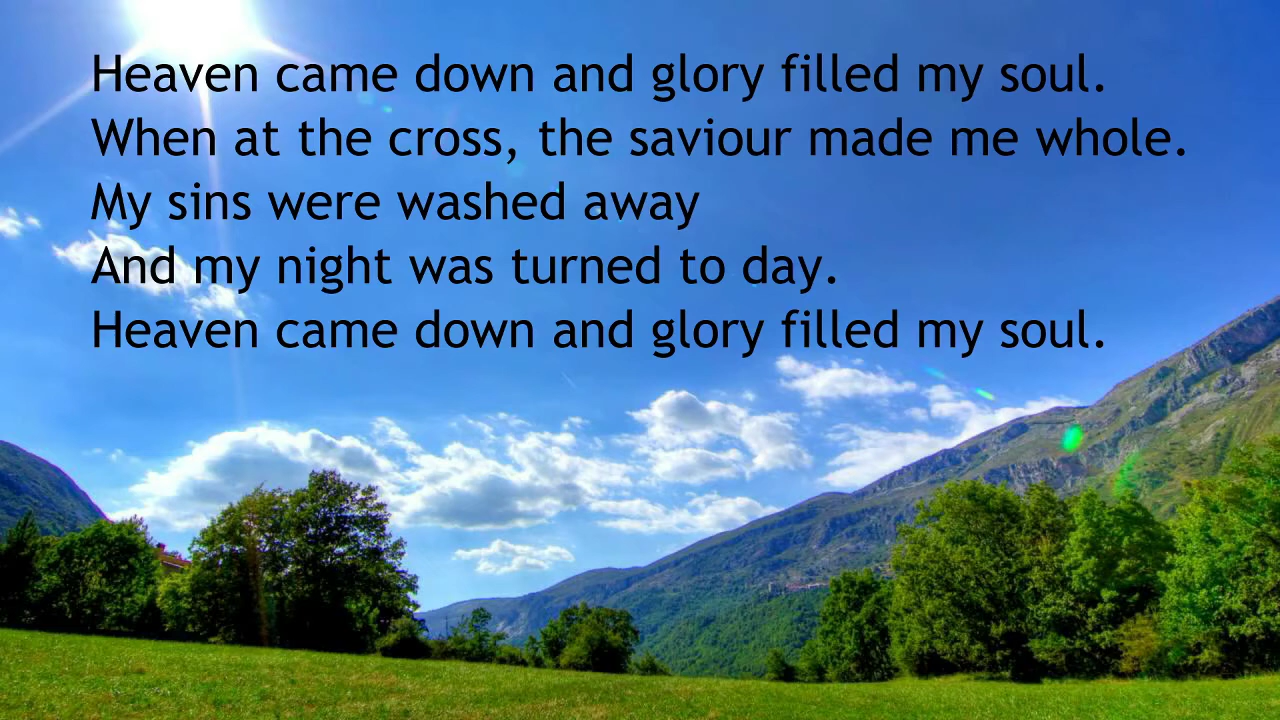 Heaven came down and glory filled my soul.
When at the cross, the saviour made me whole.
My sins were washed away
And my night was turned to day.
Heaven came down and glory filled my soul.